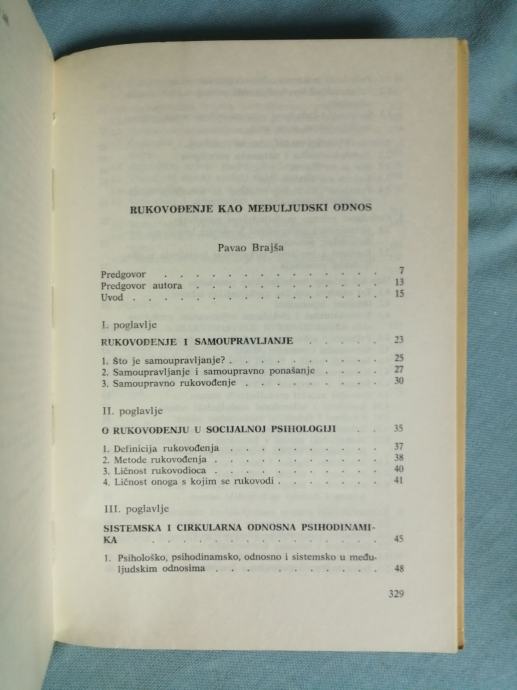 RUKOVOĐENJE KAO MEĐULJUDSKI ODNOS
Pavao Brajša
Predgovor . . . . . . . . . . . . 7
Predgovor autora . . . . . . . . . . 13
Uvod . . . . . . . . . . . . . 15
I. poglavlje
RUKOVOĐENJE I SAMOUPRAVLJANJE . . . . . 23
1. Što je samoupravljanje? . . . . . . . . 25
2. Samoupravljanje i samoupravno ponašanje . . . . 27
3. Samoupravno rukovođenje . . . . . . . 30
II. poglavlje
O RUKOVOĐENJU U SOCIJALNOJ PSIHOLOGIJI . . 35
1. Definicija rukovođenja . . . . . . . . 37
2. Metode rukovođenja . . . . . . . . . 38
3. Ličnost rukovodioca . . . . . . . . . 40
4. Ličnost onoga s kojim se rukovodi . . . . . . 41
III. poglavlje
SISTEMSKA I CIRKULARNA ODNOSNA PSIHODINAMI-
KA . . . . . . . . . . . . . 45
1. Psihološko, psihodinamsko, odnosno i sistemsko u među-
ljudskim odnosima . . . . . . . . . 48
329